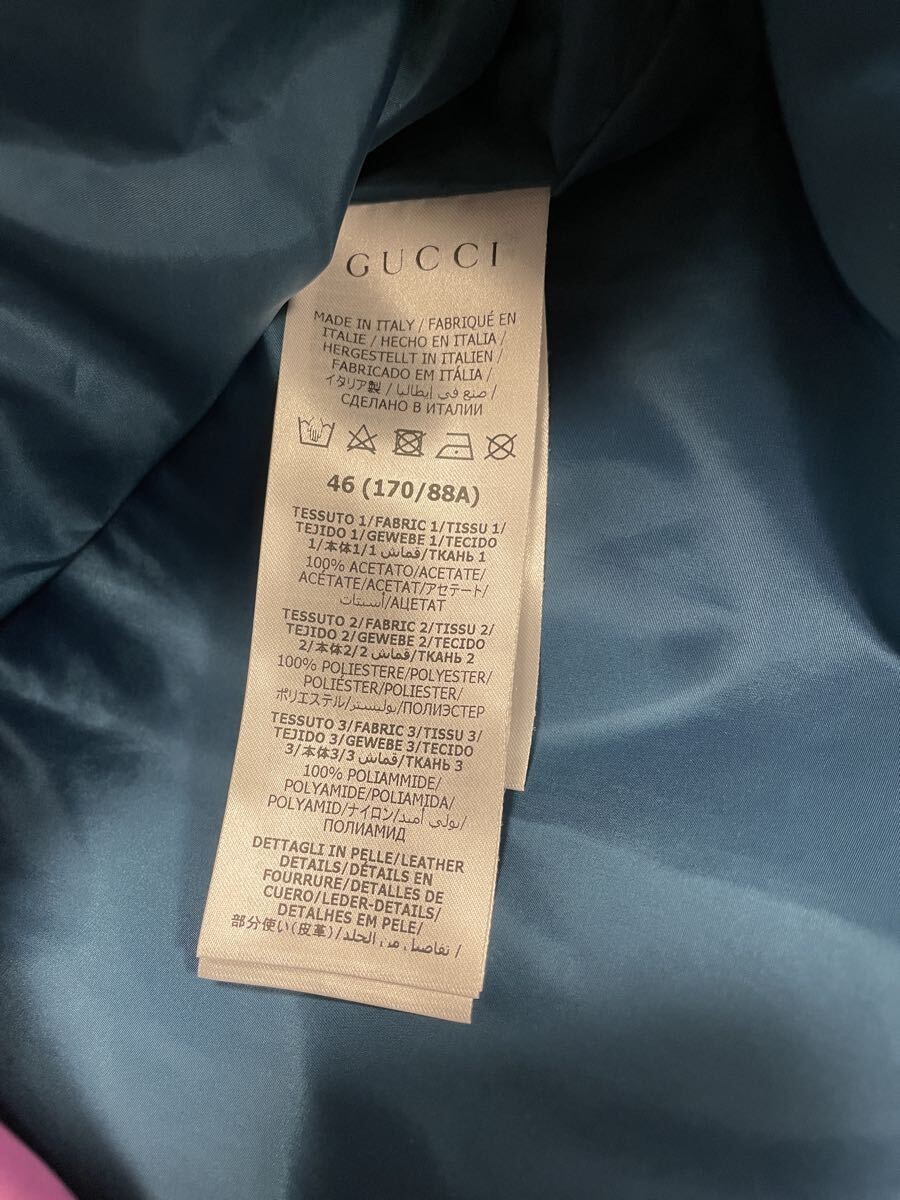 GUCCI
MADE IN ITALY / FABRIQUÉ EN
ITALIE / HECHO EN ITALIA /
HERGESTELLT IN ITALIEN /
FABRICADO EM ITÁLIA /
イタリア製 / صنع في إيطاليا /
СДЕЛАНО В ИТАЛИИ
46 (170/88A)
TESSUTO 1/FABRIC 1/TISSU 1/
TEJIDO 1/GEWEBE 1/TECIDO
1/本体1/1 قماش/ТКАНЬ 1
100% ACETATO/ACETATE/
ACÉTATE/ACETAT/アセテート/
أسيتات/АЦЕТАТ
TESSUTO 2/FABRIC 2/TISSU 2/
TEJIDO 2/GEWEBE 2/TECIDO
2/本体2/2 قماش/ТКАНЬ 2
100% POLIESTERE/POLYESTER/
POLIÉSTER/POLIESTER/
ポリエステル/بوليستر/ПОЛИЭСТЕР
TESSUTO 3/FABRIC 3/TISSU 3/
TEJIDO 3/GEWEBE 3/TECIDO
3/本体3/3 قماش/ТКАНЬ 3
100% POLIAMMIDE/
POLYAMIDE/POLIAMIDA/
POLYAMID/ナイロン/بولي أميد/
ПОЛИАМИД
DETTAGLI IN PELLE/LEATHER
DETAILS/DÉTAILS EN
FOURRURE/DETALLES DE
CUERO/LEDER-DETAILS/
DETALHES EM PELE/
部分使い(皮革)/تفاصيل من الجلد/